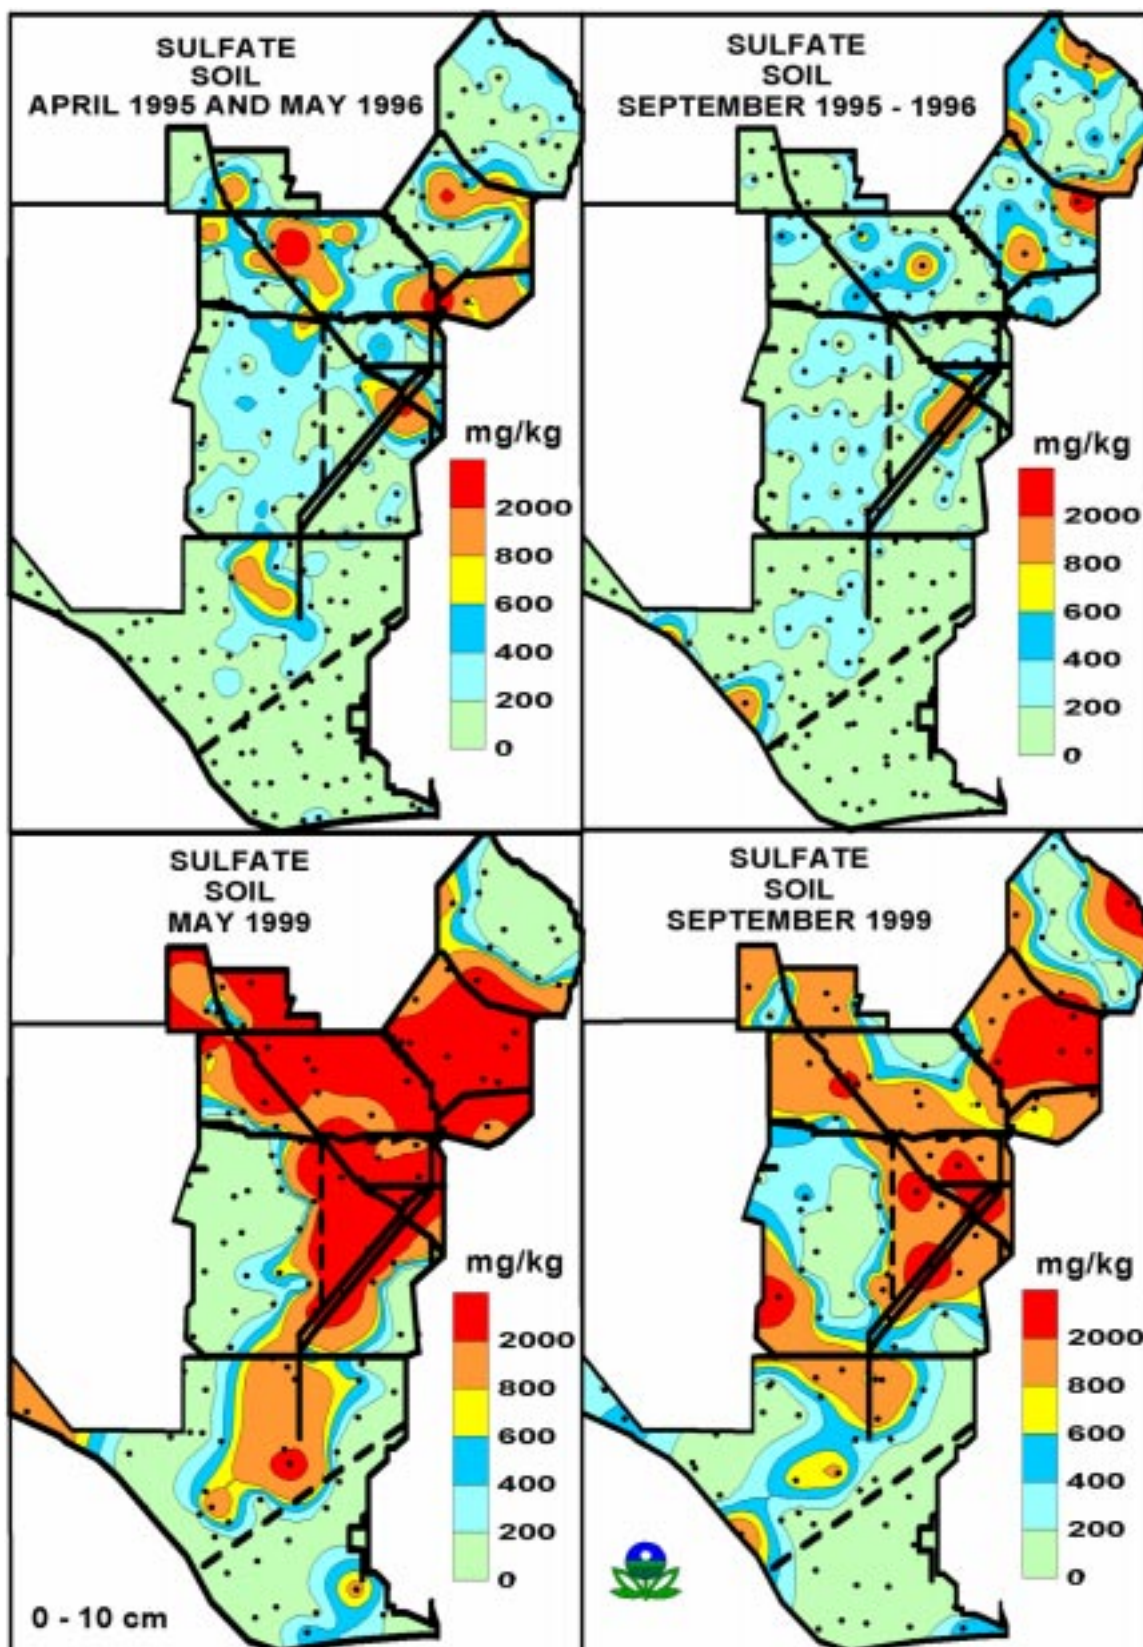 SULFATE
SOIL
APRIL 1995 AND MAY 1996
mg/kg
2000
800
600
400
200
0
SULFATE
SOIL
SEPTEMBER 1995 - 1996
mg/kg
2000
800
600
400
200
0
SULFATE
SOIL
MAY 1999
mg/kg
2000
800
600
400
200
0
0 - 10 cm
SULFATE
SOIL
SEPTEMBER 1999
mg/kg
2000
800
600
400
200
0